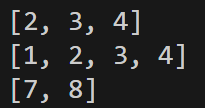 [2, 3, 4]
[1, 2, 3, 4]
[7, 8]